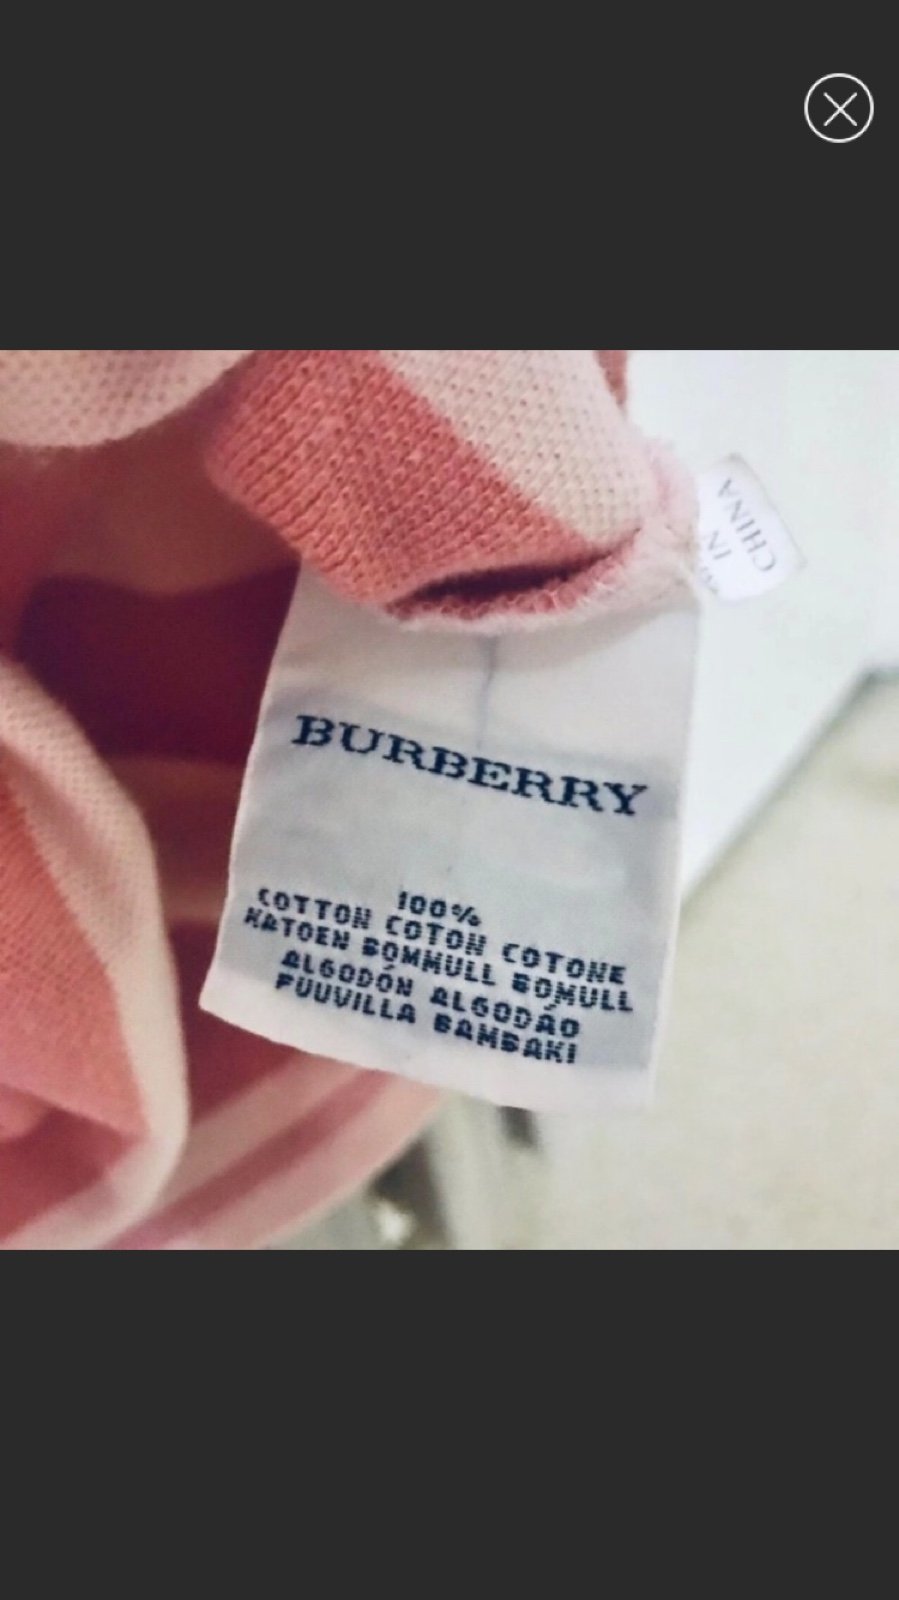 BURBERRY
100%
COTTON COTON COTONE
KATOEN BOMMULL BOMULL
ALGODÓN ALGODÃO
PUUVILLA BAMBAKI
IN
CHINA